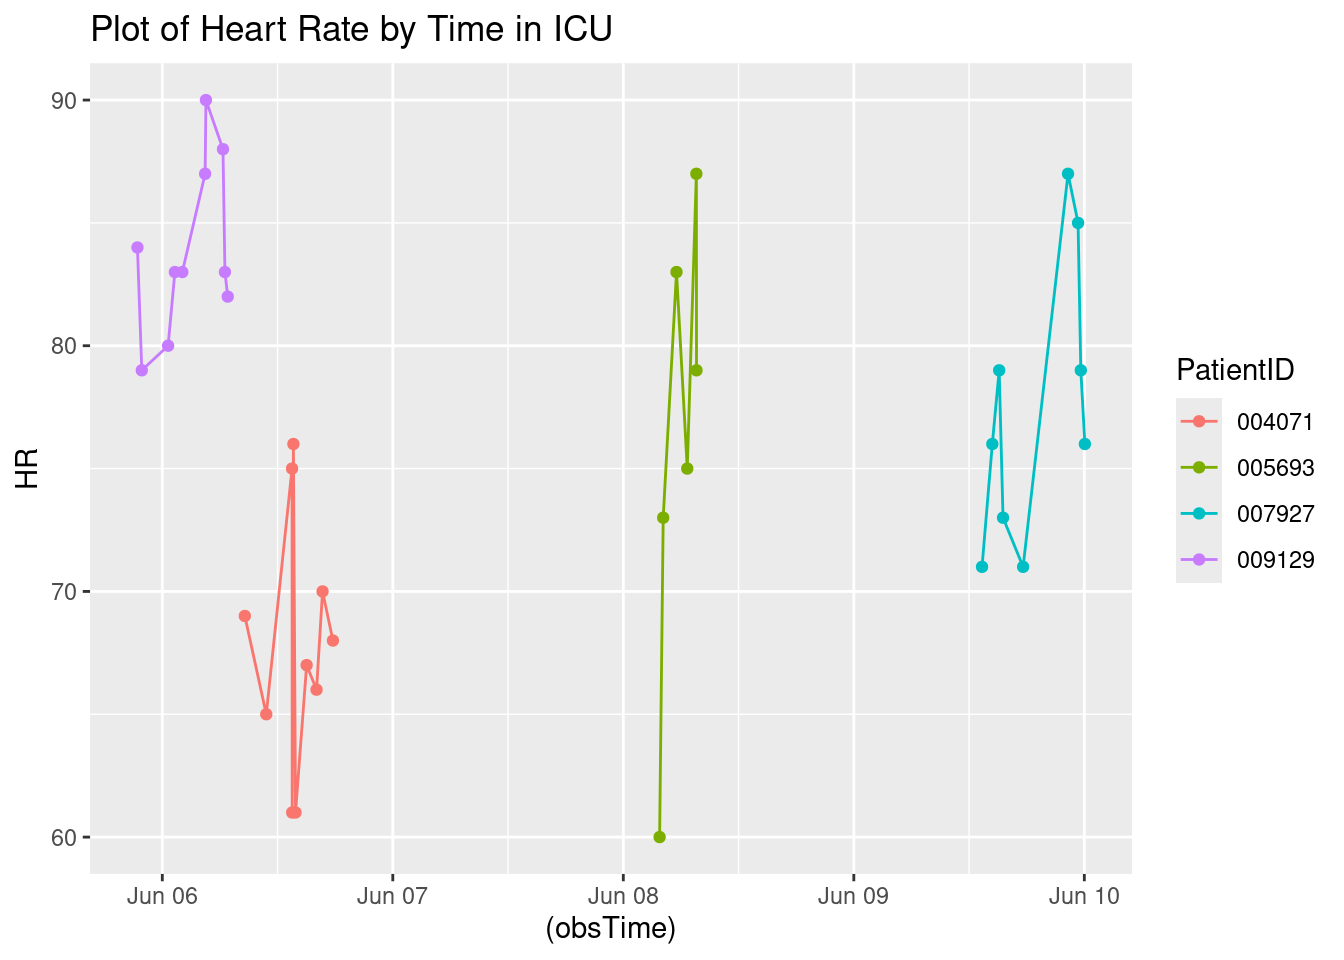 Plot of Heart Rate by Time in ICU
90
80
70
60
HR
Jun 06
Jun 07
Jun 08
Jun 09
Jun 10
(obsTime)
PatientID
004071
005693
007927
009129